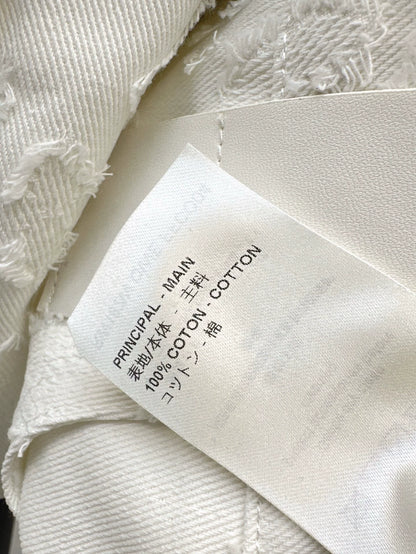 PRINCIPAL - MAIN
表地/本体 - 主料
100% COTON - COTTON
コットン - 棉